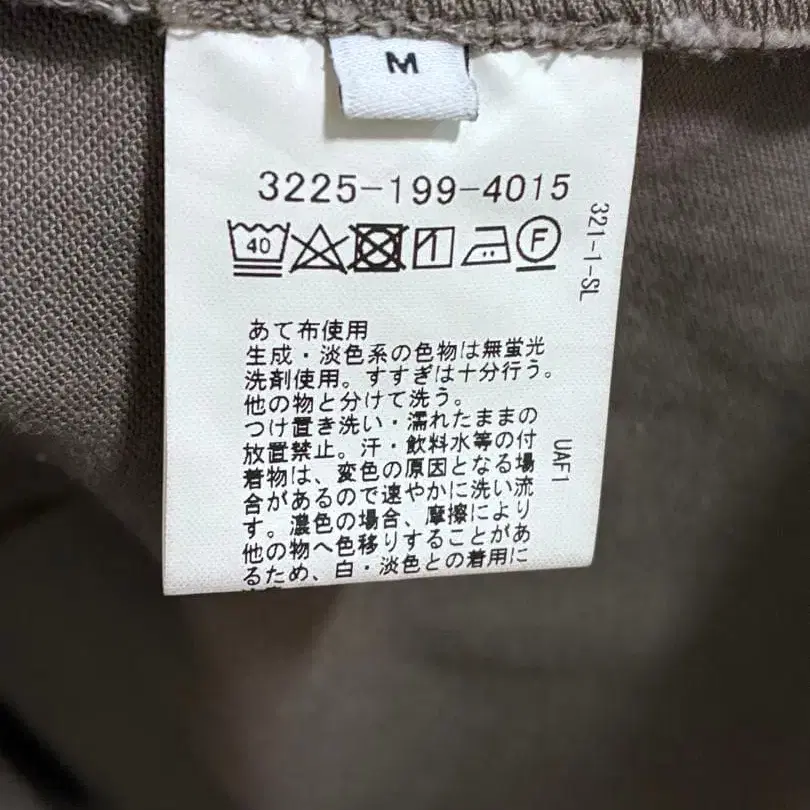 M
3225-199-4015
40 F
321-1-SL
あて布使用
生成・淡色系の色物は無蛍光
洗剤使用。すすぎは十分行う。
他の物と分けて洗う。
つけ置き洗い・濡れたままの
放置禁止。汗・飲料水等の付
着物は、変色の原因となる場
合があるので速やかに洗い流
す。濃色の場合、摩擦により
他の物へ色移りすることがあ
るため、白・淡色との着用に
UAF1